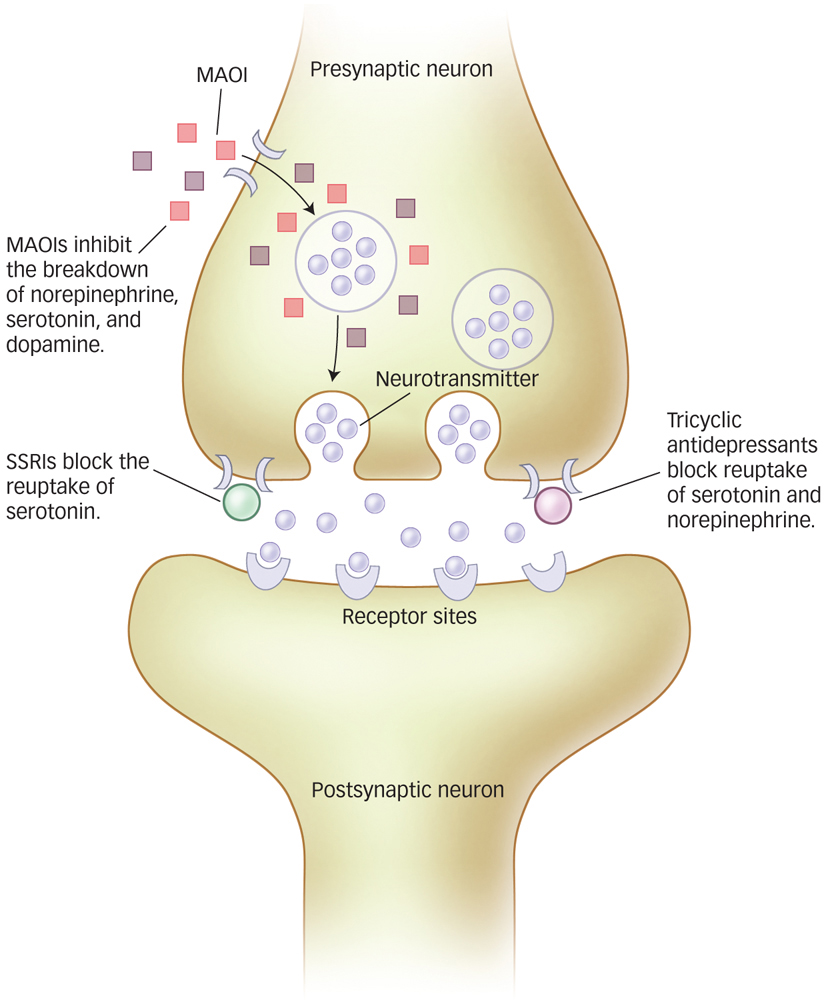 Presynaptic neuron
MAOI
MAOIs inhibit
the breakdown
of norepinephrine,
serotonin, and
dopamine.
Neurotransmitter
SSRIs block the
reuptake of
serotonin.
Tricyclic
antidepressants
block reuptake
of serotonin and
norepinephrine.
Receptor sites
Postsynaptic neuron